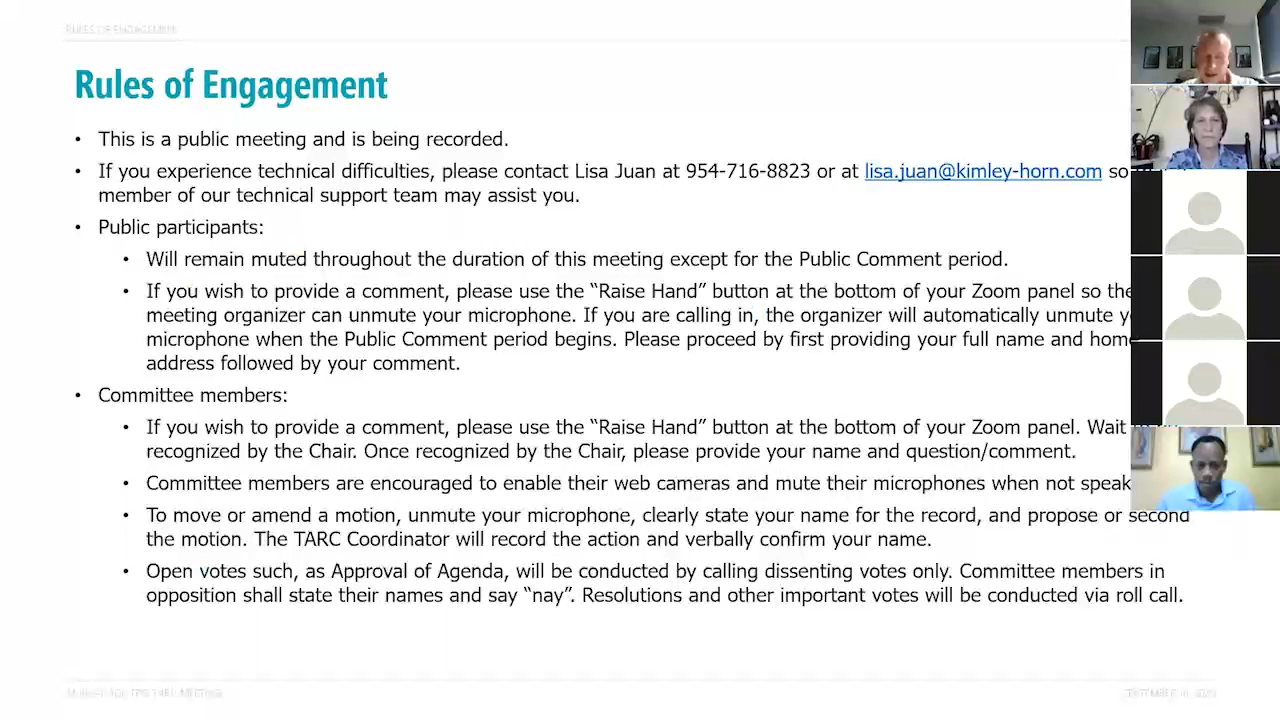 RULES OF ENGAGEMENT
Rules of Engagement
• This is a public meeting and is being recorded.
• If you experience technical difficulties, please contact Lisa Juan at 954-716-8823 or at lisa.juan@kimley-horn.com so
member of our technical support team may assist you.
• Public participants:
• Will remain muted throughout the duration of this meeting except for the Public Comment period.
• If you wish to provide a comment, please use the “Raise Hand” button at the bottom of your Zoom panel so the
meeting organizer can unmute your microphone. If you are calling in, the organizer will automatically unmute
microphone when the Public Comment period begins. Please proceed by first providing your full name and home
address followed by your comment.
• Committee members:
• If you wish to provide a comment, please use the “Raise Hand” button at the bottom of your Zoom panel. Wait
recognized by the Chair. Once recognized by the Chair, please provide your name and question/comment.
• Committee members are encouraged to enable their web cameras and mute their microphones when not speak
• To move or amend a motion, unmute your microphone, clearly state your name for the record, and propose or second
the motion. The TARC Coordinator will record the action and verbally confirm your name.
• Open votes such, as Approval of Agenda, will be conducted by calling dissenting votes only. Committee members in
opposition shall state their names and say “nay”. Resolutions and other important votes will be conducted via roll call.